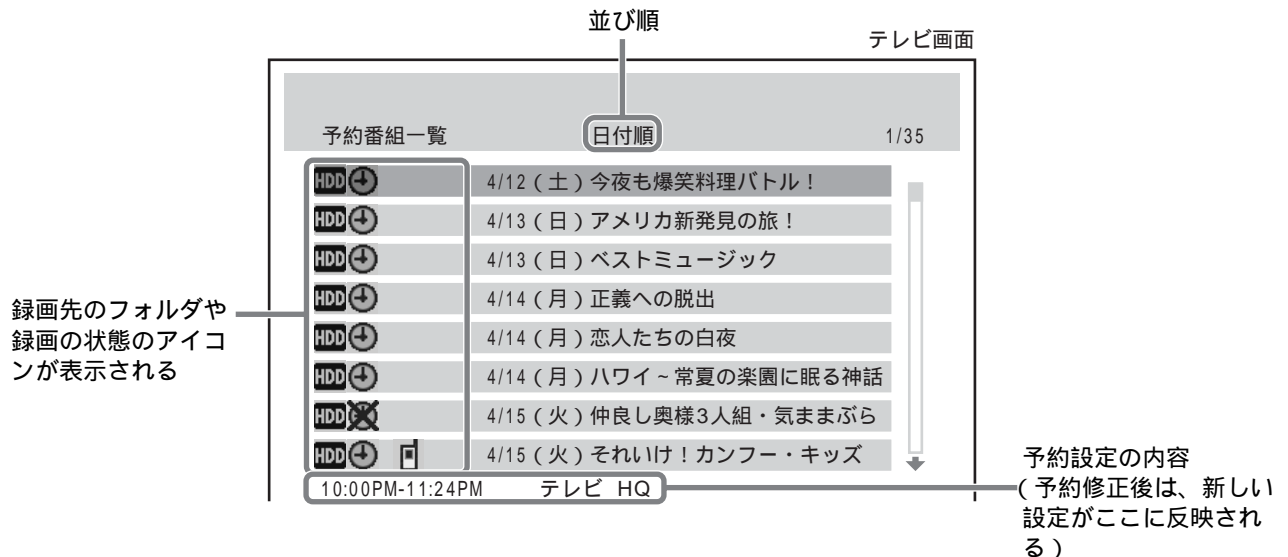 並び順
テレビ画面
予約番組一覧
日付順
1/35
HDD 4/12(土)今夜も爆笑料理バトル!
HDD 4/13(日)アメリカ新発見の旅!
HDD 4/13(日)ベストミュージック
HDD 4/14(月)正義への脱出
HDD 4/14(月)恋人たちの白夜
HDD 4/14(月)ハワイ~常夏の楽園に眠る神話
HDD 4/15(火)仲良し奥様3人組・気ままぶら
HDD 4/15(火)それいけ!カンフー・キッズ
10:00PM-11:24PM テレビ HQ
録画先のフォルダや
録画の状態のアイコ
ンが表示される
予約設定の内容
(予約修正後は、新しい
設定がここに反映され
る)